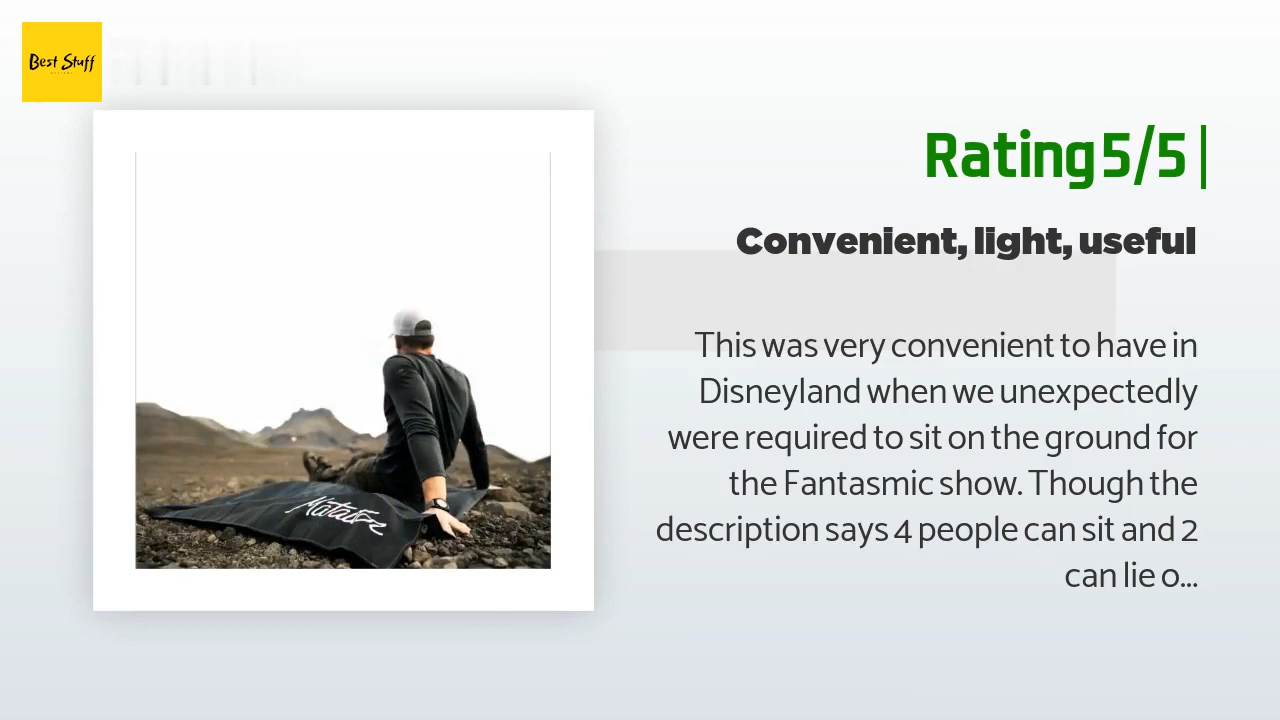 Best Stuff
Rating 5/5 |
Convenient, light, useful
This was very convenient to have in
Disneyland when we unexpectedly
were required to sit on the ground for
the Fantasmic show. Though the
description says 4 people can sit and 2
can lie o...
Matador